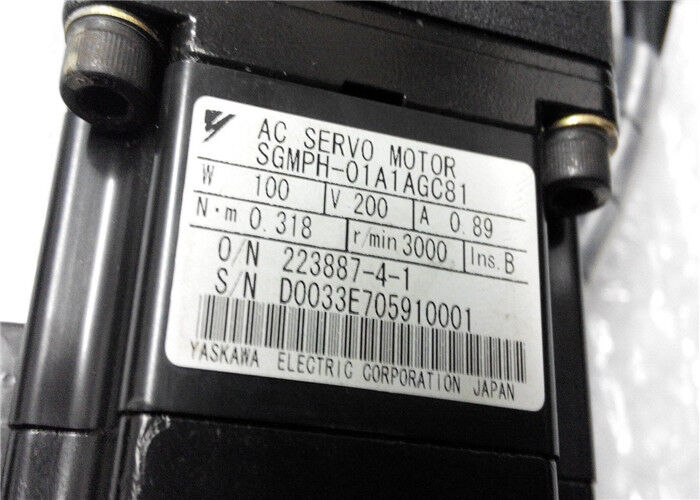 AC SERVO MOTOR
SGMPH-01A1AGC81
W 100 V 200 A 0.89
N·m 0.318 r/min 3000 Ins. B
O/N 223887-4-1
S/N D0033E705910001
YASKAWA ELECTRIC CORPORATION JAPAN